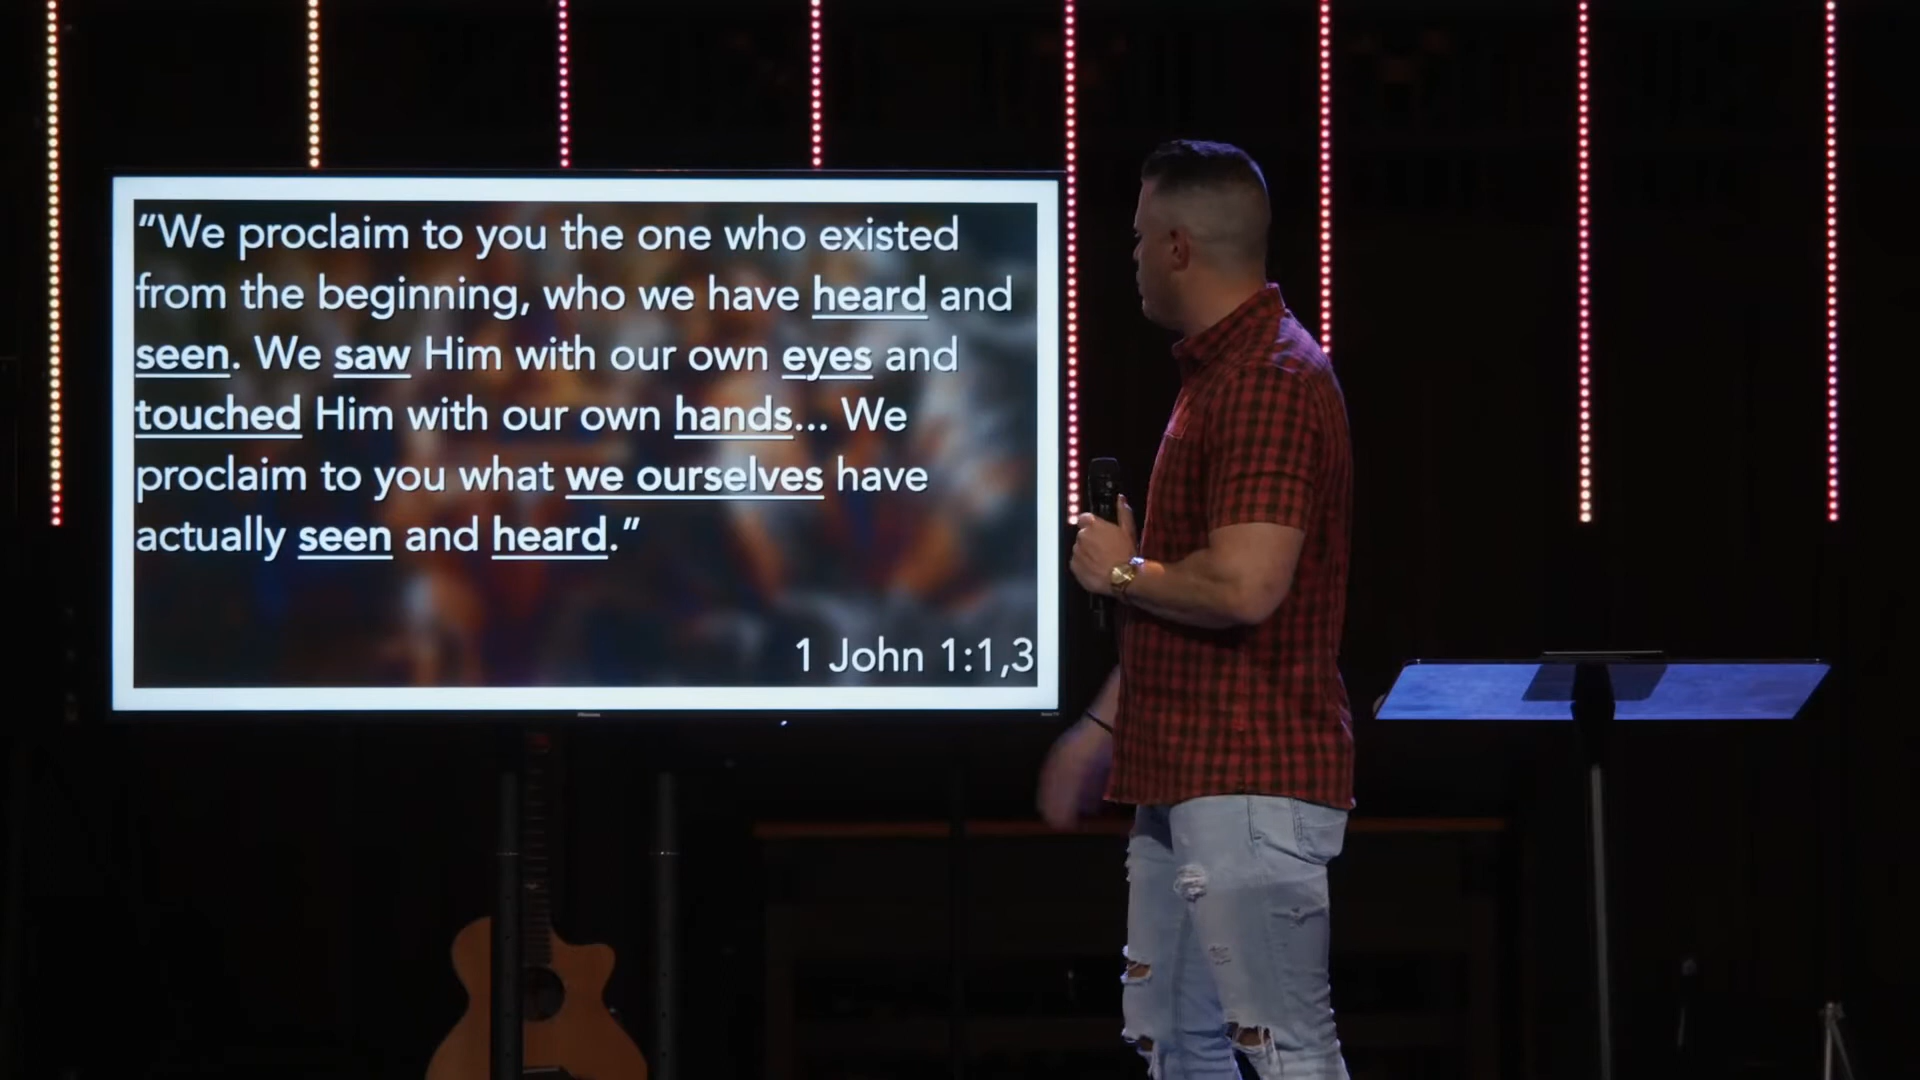 “We proclaim to you the one who existed
from the beginning, who we have heard and
seen. We saw Him with our own eyes and
touched Him with our own hands... We
proclaim to you what we ourselves have
actually seen and heard.”
1 John 1:1,3